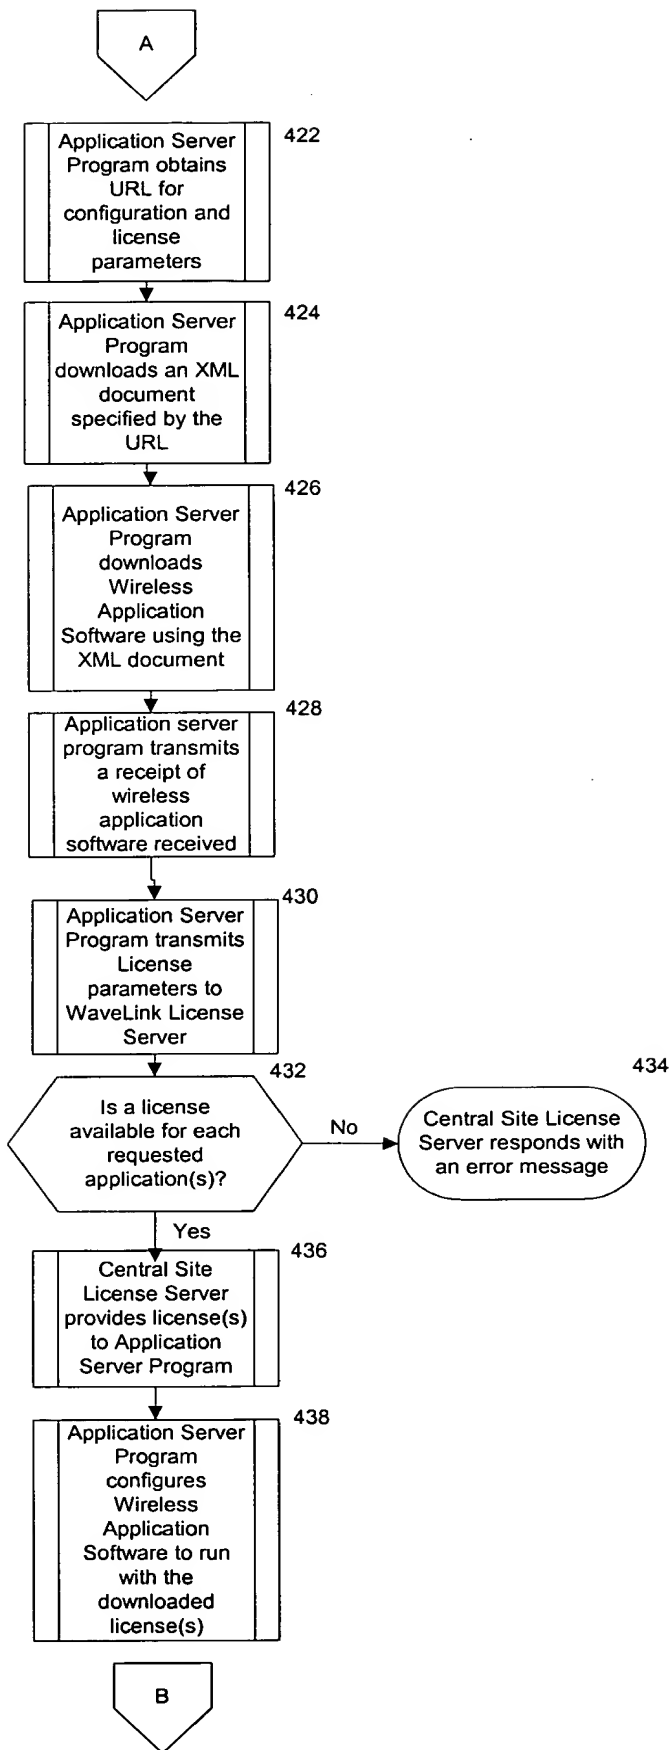 A
422
Application Server
Program obtains
URL for
configuration and
license
parameters
424
Application Server
Program
downloads an XML
document
specified by the
URL
426
Application Server
Program
downloads
Wireless
Application
Software using the
XML document
428
Application server
program transmits
a receipt of
wireless
application
software received
430
Application Server
Program transmits
License
parameters to
WaveLink License
Server
432
Is a license
available for each
requested
application(s)?
No
434
Central Site License
Server responds with
an error message
Yes
436
Central Site
License Server
provides license(s)
to Application
Server Program
438
Application Server
Program
configures
Wireless
Application
Software to run
with the
downloaded
license(s)
B